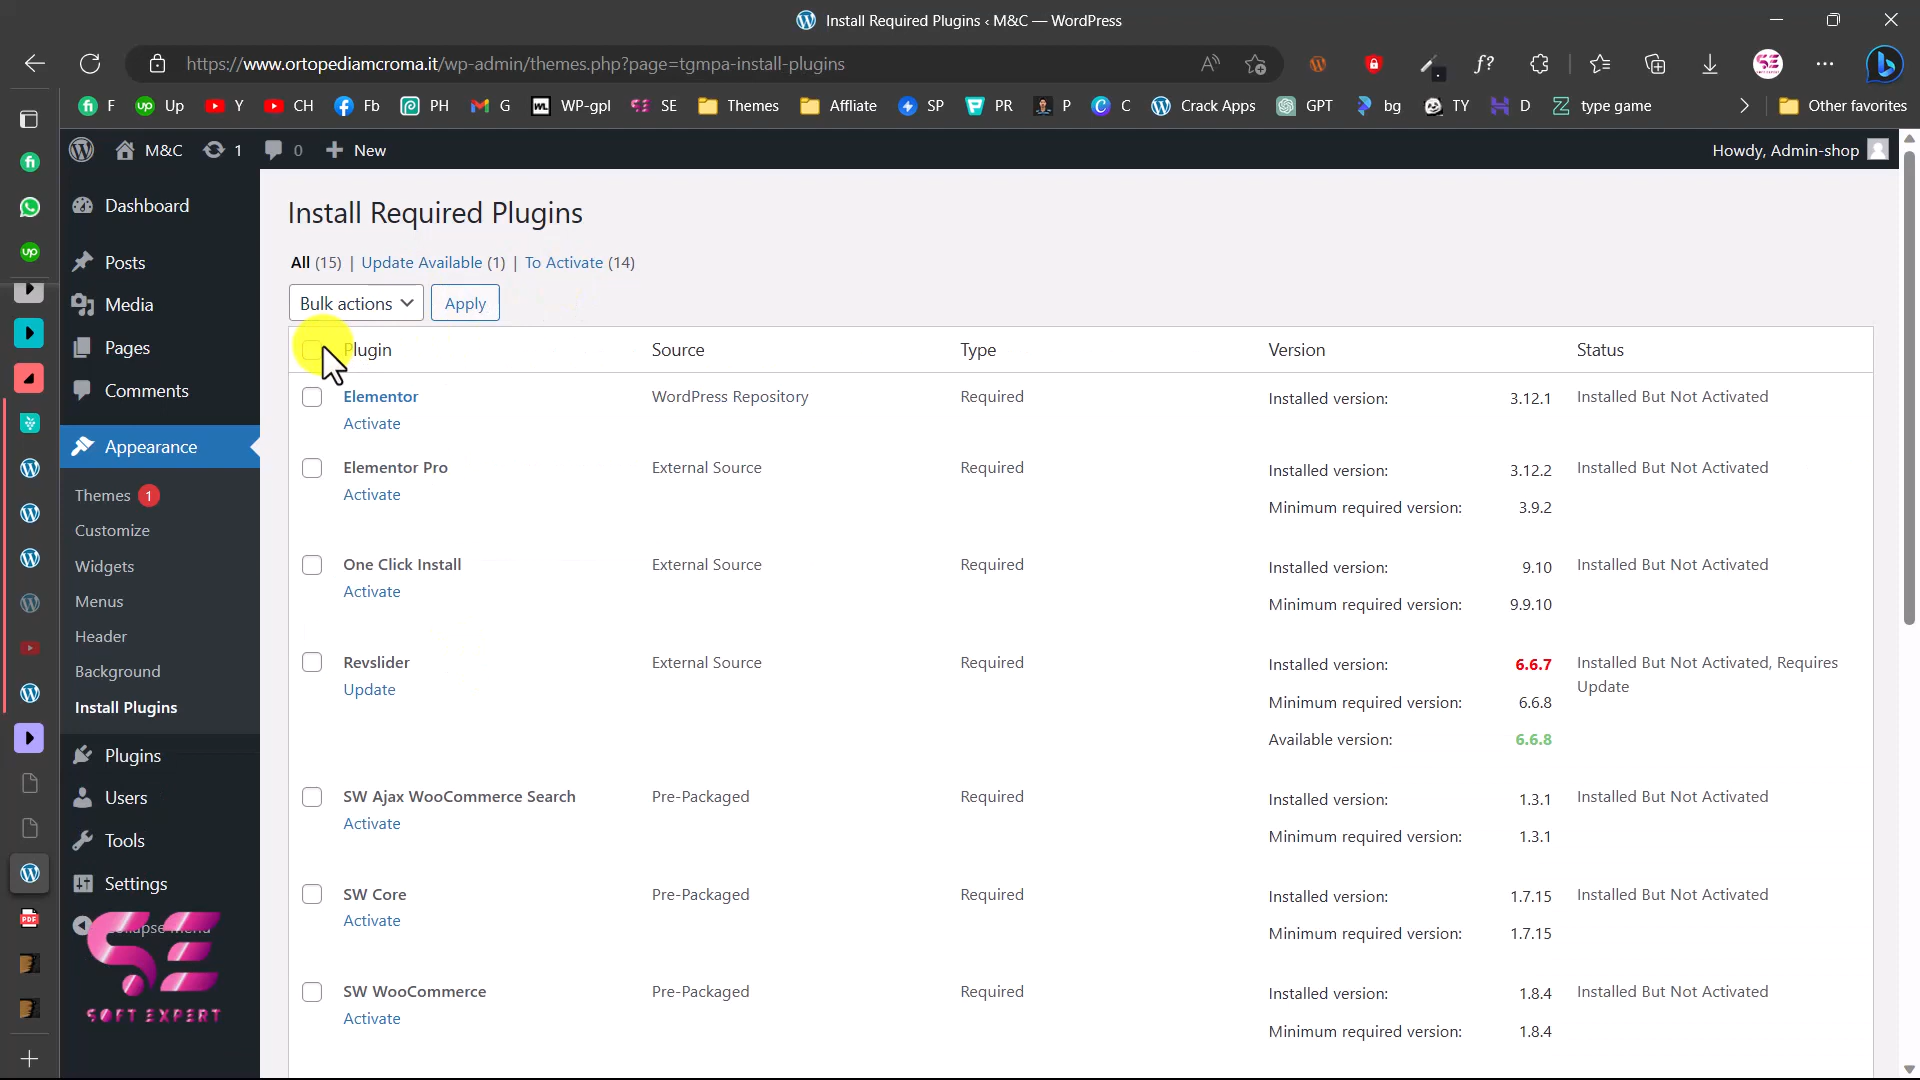 Install Required Plugins ‹ M&C — WordPress
https://www.ortopediamcroma.it/wp-admin/themes.php?page=tgmpa-install-plugins
F Up Y CH Fb PH G WP-gpl SE Themes Affliate SP PR P C Crack Apps GPT bg TY D type game Other favorites
M&C 1 0 New Howdy, Admin-shop
Dashboard
Posts
Media
Pages
Comments
Appearance
Themes 1
Customize
Widgets
Menus
Header
Background
Install Plugins
Plugins
Users
Tools
Settings
SE
SOFT EXPERT
Install Required Plugins
All (15) | Update Available (1) | To Activate (14)
Bulk actions Apply
Plugin Source Type Version Status
Elementor WordPress Repository Required Installed version: 3.12.1 Installed But Not Activated
Activate
Elementor Pro External Source Required Installed version: 3.12.2 Installed But Not Activated
Activate Minimum required version: 3.9.2
One Click Install External Source Required Installed version: 9.10 Installed But Not Activated
Activate Minimum required version: 9.9.10
Revslider External Source Required Installed version: 6.6.7 Installed But Not Activated, Requires
Update Minimum required version: 6.6.8 Update
Available version: 6.6.8
SW Ajax WooCommerce Search Pre-Packaged Required Installed version: 1.3.1 Installed But Not Activated
Activate Minimum required version: 1.3.1
SW Core Pre-Packaged Required Installed version: 1.7.15 Installed But Not Activated
Activate Minimum required version: 1.7.15
SW WooCommerce Pre-Packaged Required Installed version: 1.8.4 Installed But Not Activated
Activate Minimum required version: 1.8.4